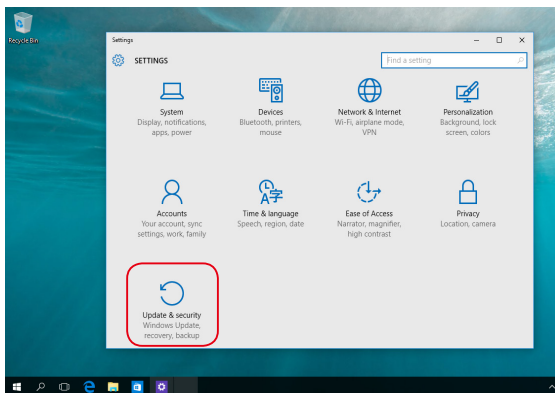 Recycle Bin
Settings
SETTINGS
Find a setting
System
Display, notifications,
apps, power
Devices
Bluetooth, printers,
mouse
Network & Internet
Wi-Fi, airplane mode,
VPN
Personalization
Background, lock
screen, colors
Accounts
Your account, sync
settings, work, family
Time & language
Speech, region, date
Ease of Access
Narrator, magnifier,
high contrast
Privacy
Location, camera
Update & security
Windows Update,
recovery, backup